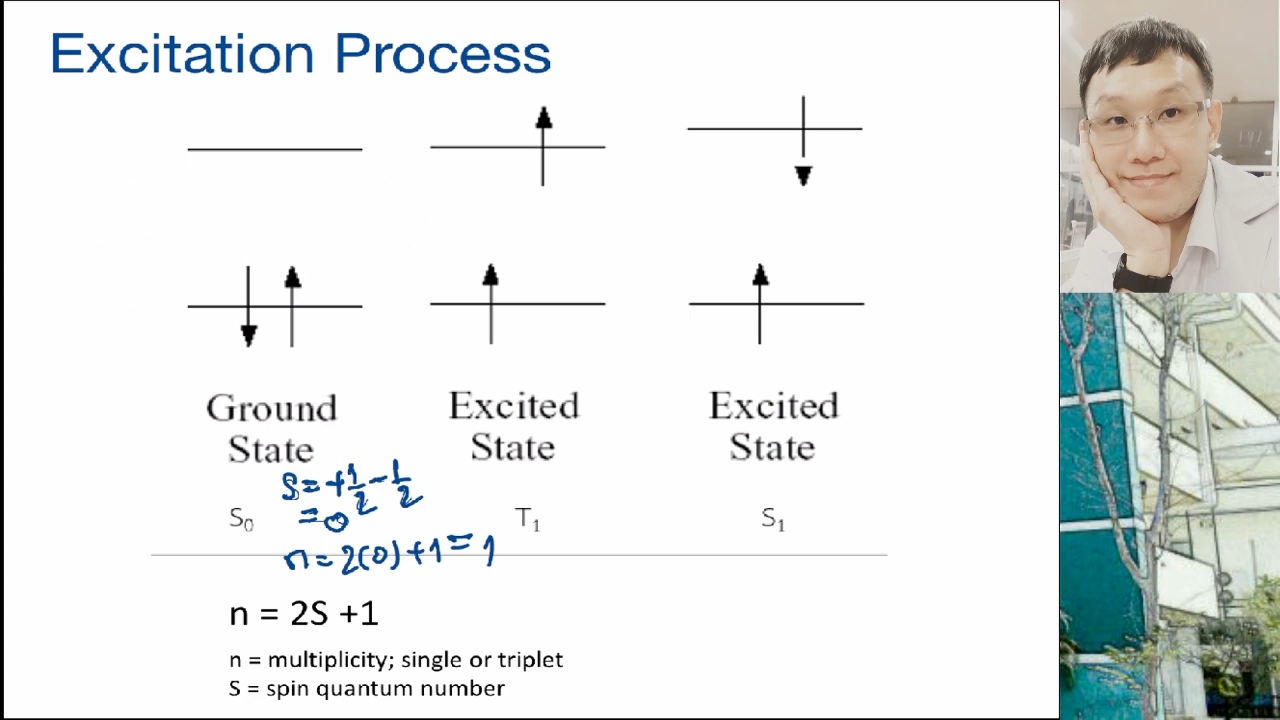 Excitation Process
Ground
State
Excited
State
Excited
State
S₀
T₁
S₁
S = +1/2 - 1/2
= 0
n = 2(0) + 1 = 1
n = 2S +1
n = multiplicity; single or triplet
S = spin quantum number